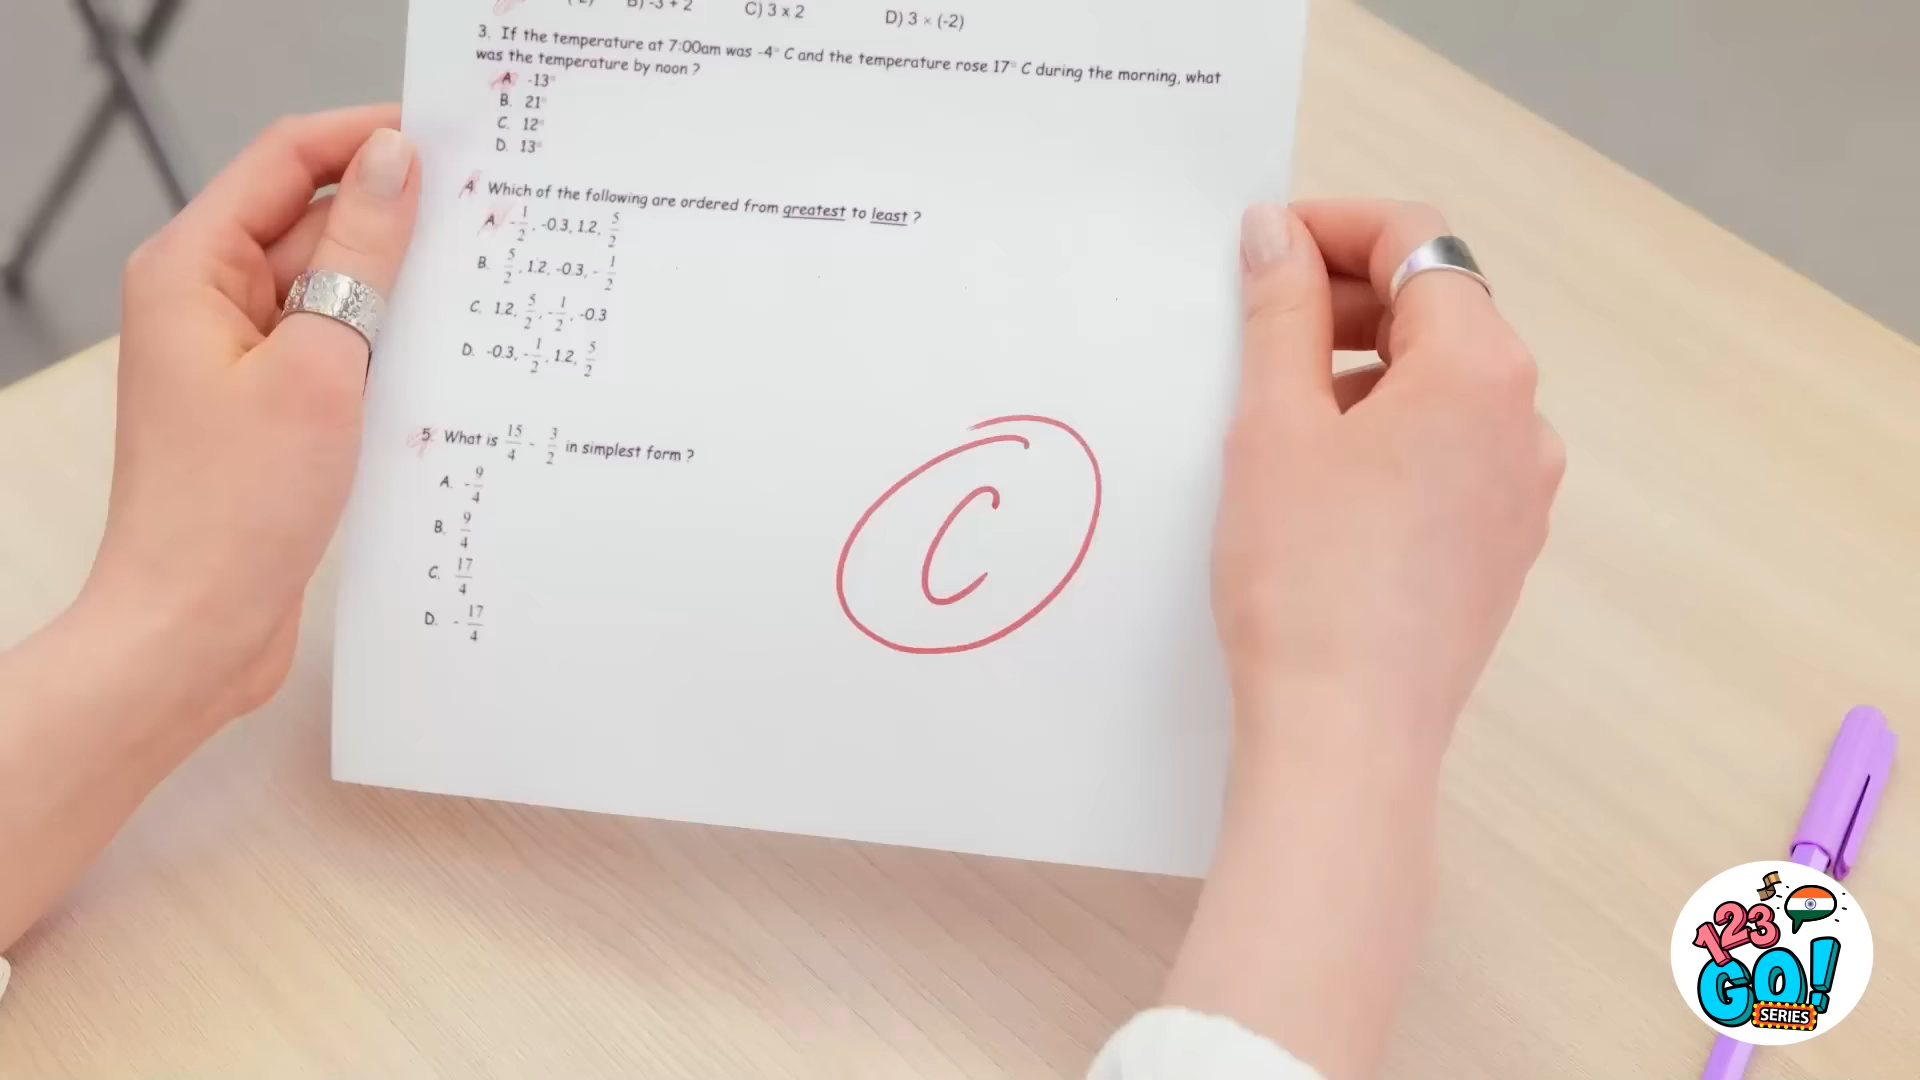 B) -3 + 2 C) 3 x 2 D) 3 × (-2)
3. If the temperature at 7:00am was -4° C and the temperature rose 17° C during the morning, what
was the temperature by noon ?
A. -13°
B. 21°
C. 12°
D. 13°
4. Which of the following are ordered from greatest to least ?
A. -1/2, -0.3, 1.2, 5/2
B. 5/2, 1.2, -0.3, -1/2
C. 1.2, 5/2, -1/2, -0.3
D. -0.3, -1/2, 1.2, 5/2
5. What is 15/4 - 3/2 in simplest form ?
A. -9/4
B. 9/4
C. 17/4
D. -17/4
C
123
GO!
SERIES